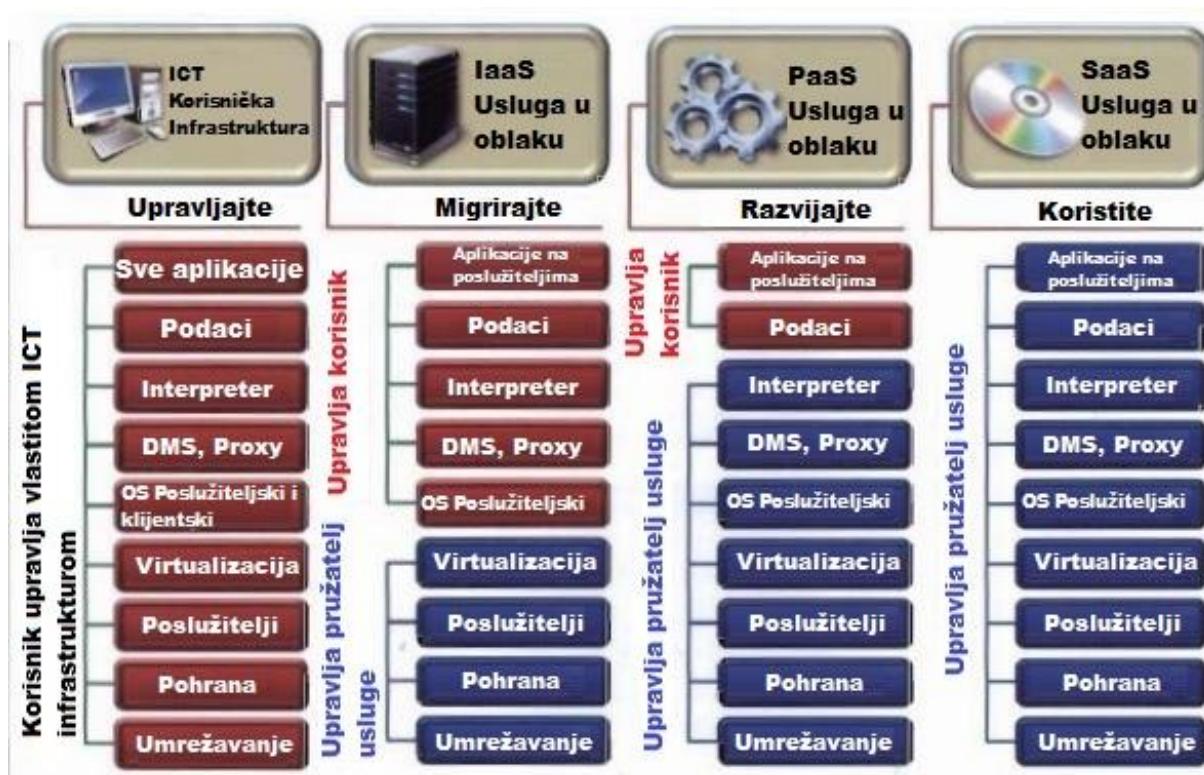 ICT
Korisnička
Infrastruktura
Upravljajte
Korisnik upravlja vlastitom ICT
infrastrukturom
Sve aplikacije
Podaci
Interpreter
DMS, Proxy
OS Poslužiteljski i
klijentski
Virtualizacija
Poslužitelji
Pohrana
Umrežavanje
IaaS
Usluga u
oblaku
Migrirajte
Upravlja korisnik
Upravlja pružatelj
usluge
Aplikacije na
poslužiteljima
Podaci
Interpreter
DMS, Proxy
OS Poslužiteljski
Virtualizacija
Poslužitelji
Pohrana
Umrežavanje
PaaS
Usluga u
oblaku
Razvijajte
Upravlja
korisnik
Upravlja pružatelj usluge
Aplikacije na
poslužiteljima
Podaci
Interpreter
DMS, Proxy
OS Poslužiteljski
Virtualizacija
Poslužitelji
Pohrana
Umrežavanje
SaaS
Usluga u
oblaku
Koristite
Upravlja pružatelj usluge
Aplikacije na
poslužiteljima
Podaci
Interpreter
DMS, Proxy
OS Poslužiteljski
Virtualizacija
Poslužitelji
Pohrana
Umrežavanje